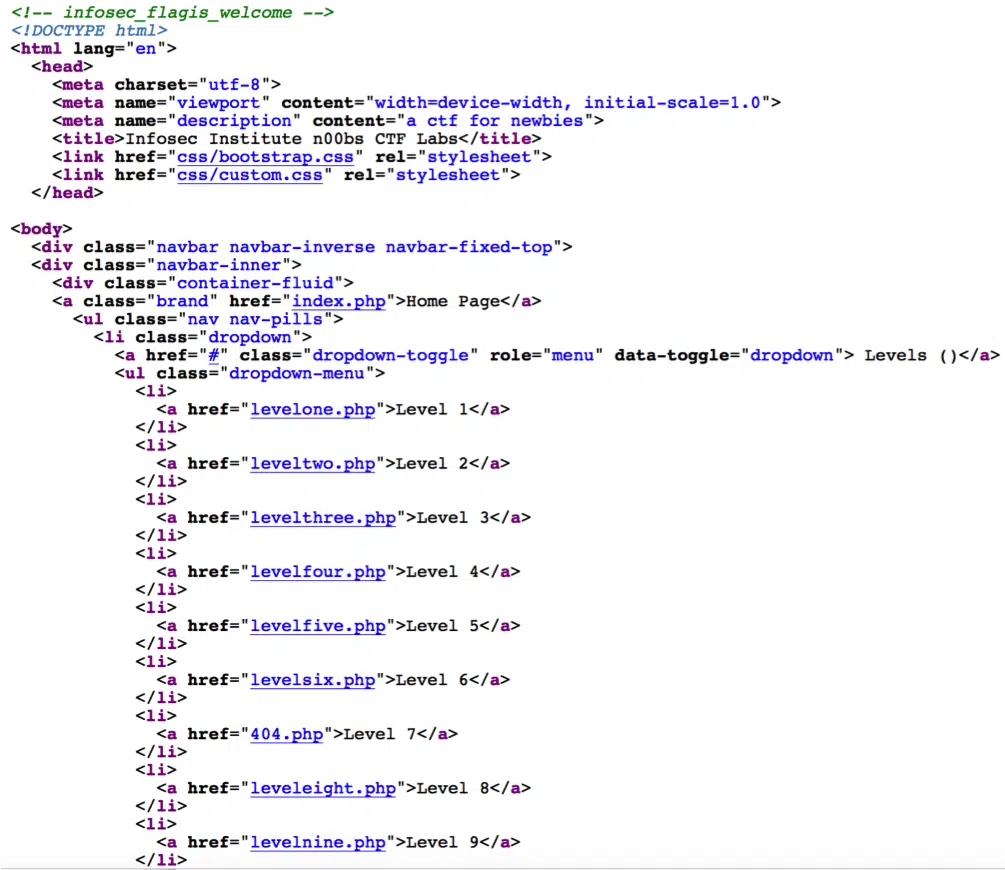 <!-- infosec_flagis_welcome -->
<!DOCTYPE html>
<html lang="en">
<head>
<meta charset="utf-8">
<meta name="viewport" content="width=device-width, initial-scale=1.0">
<meta name="description" content="a ctf for newbies">
<title>Infosec Institute n00bs CTF Labs</title>
<link href="css/bootstrap.css" rel="stylesheet">
<link href="css/custom.css" rel="stylesheet">
</head>
<body>
<div class="navbar navbar-inverse navbar-fixed-top">
<div class="navbar-inner">
<div class="container-fluid">
<a class="brand" href="index.php">Home Page</a>
<ul class="nav nav-pills">
<li class="dropdown">
<a href="#" class="dropdown-toggle" role="menu" data-toggle="dropdown"> Levels ()</a>
<ul class="dropdown-menu">
<li>
<a href="levelone.php">Level 1</a>
</li>
<li>
<a href="leveltwo.php">Level 2</a>
</li>
<li>
<a href="levelthree.php">Level 3</a>
</li>
<li>
<a href="levelfour.php">Level 4</a>
</li>
<li>
<a href="levelfive.php">Level 5</a>
</li>
<li>
<a href="levelsix.php">Level 6</a>
</li>
<li>
<a href="404.php">Level 7</a>
</li>
<li>
<a href="leveleight.php">Level 8</a>
</li>
<li>
<a href="levelnine.php">Level 9</a>
</li>